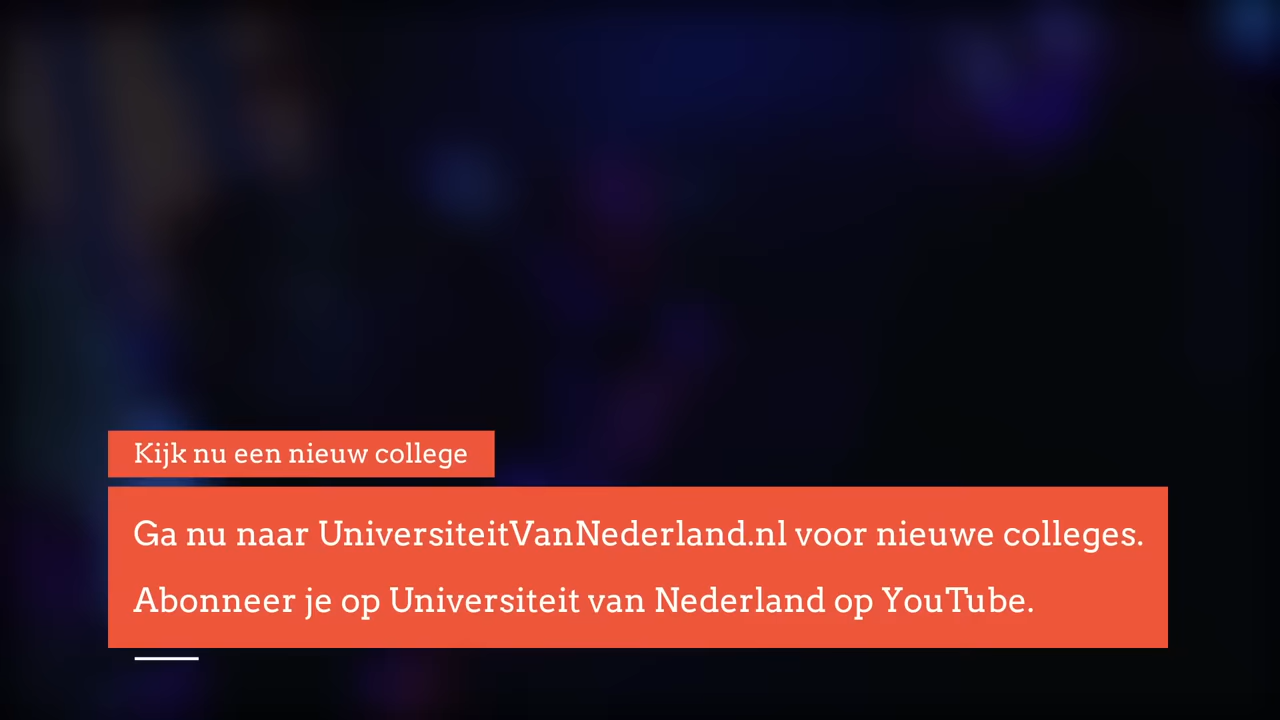 Kijk nu een nieuw college
Ga nu naar UniversiteitVanNederland.nl voor nieuwe colleges.
Abonneer je op Universiteit van Nederland op YouTube.